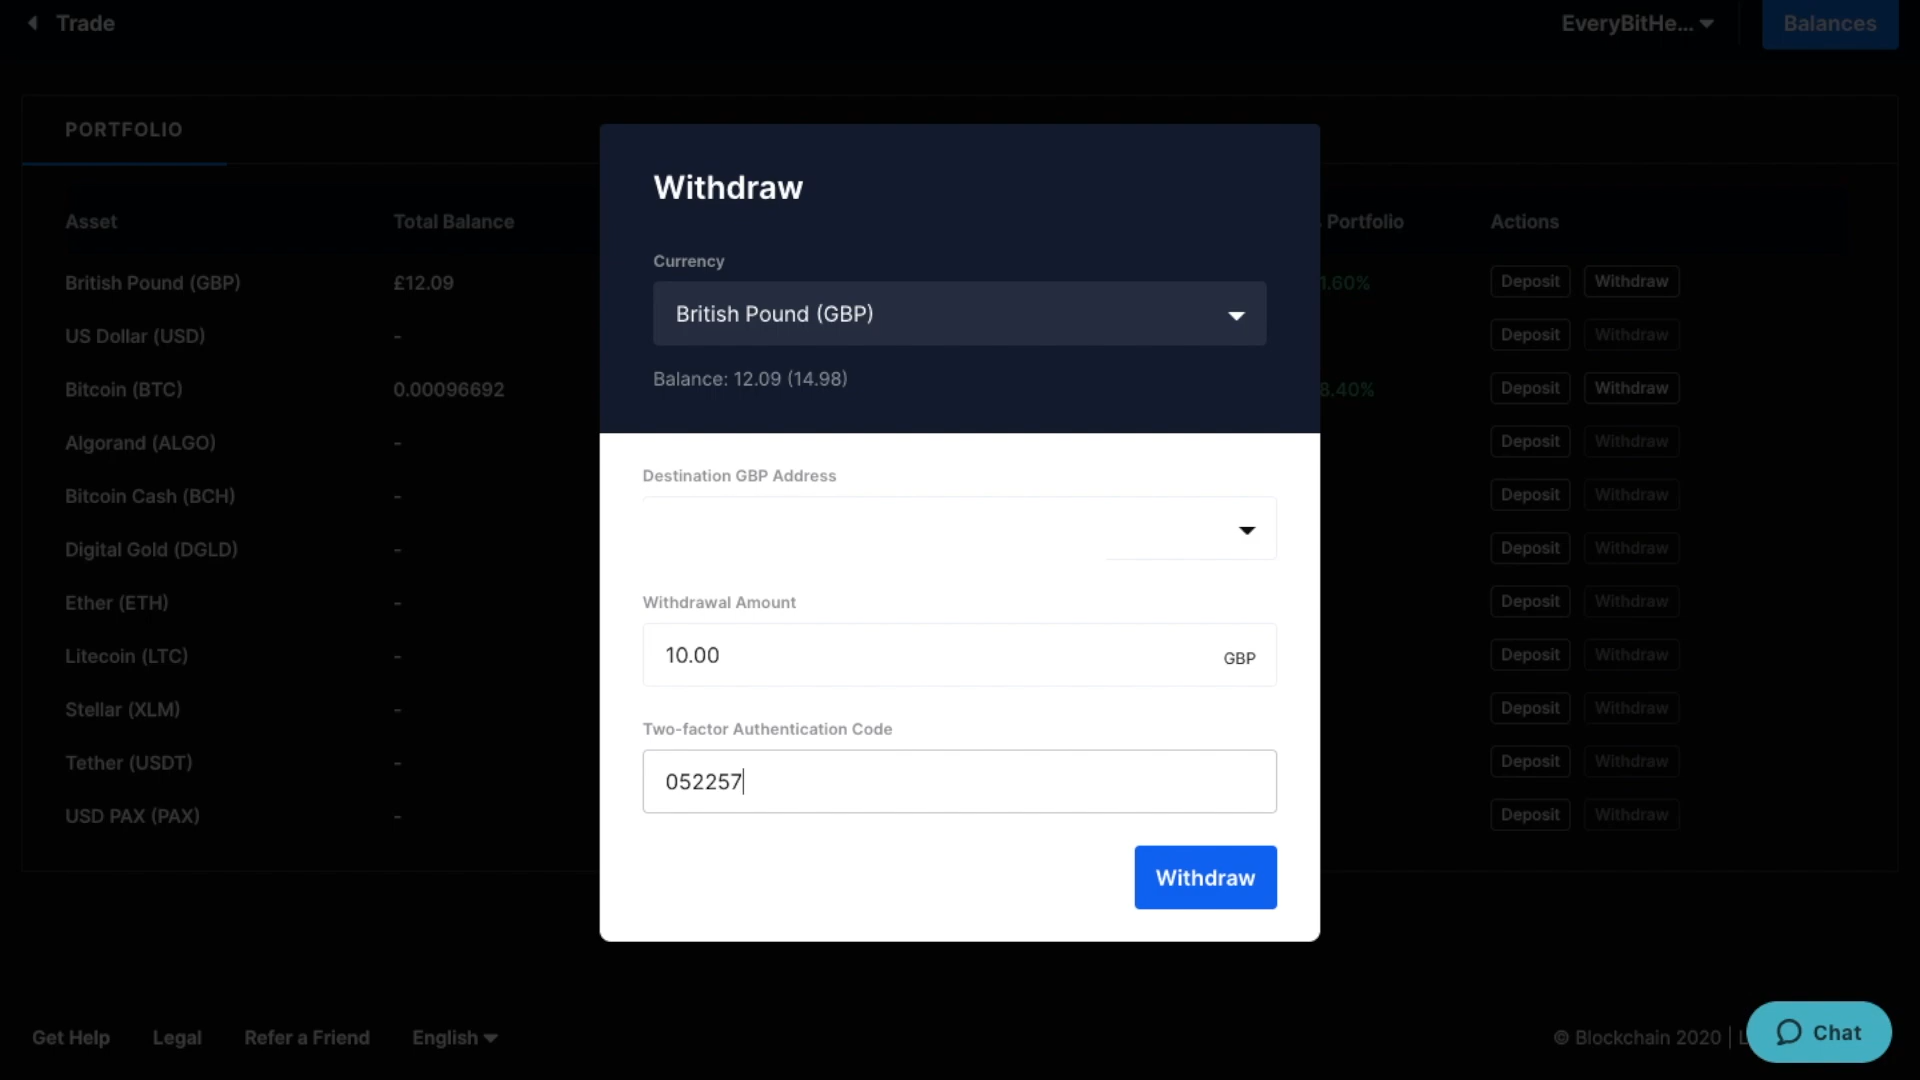 Trade
EveryBitHe...
Balances
PORTFOLIO
Withdraw
Asset Total Balance Portfolio Actions
Currency
British Pound (GBP) £12.09 1.60% Deposit Withdraw
British Pound (GBP)
US Dollar (USD) - Deposit Withdraw
Balance: 12.09 (14.98)
Bitcoin (BTC) 0.00096692 8.40% Deposit Withdraw
Algorand (ALGO) - Deposit Withdraw
Destination GBP Address
Bitcoin Cash (BCH) - Deposit Withdraw
Digital Gold (DGLD) - Deposit Withdraw
Ether (ETH) - Deposit Withdraw
Withdrawal Amount
10.00 GBP
Litecoin (LTC) - Deposit Withdraw
Stellar (XLM) - Deposit Withdraw
Two-factor Authentication Code
Tether (USDT) - Deposit Withdraw
052257
USD PAX (PAX) - Deposit Withdraw
Withdraw
Get Help Legal Refer a Friend English
© Blockchain 2020 |
Chat